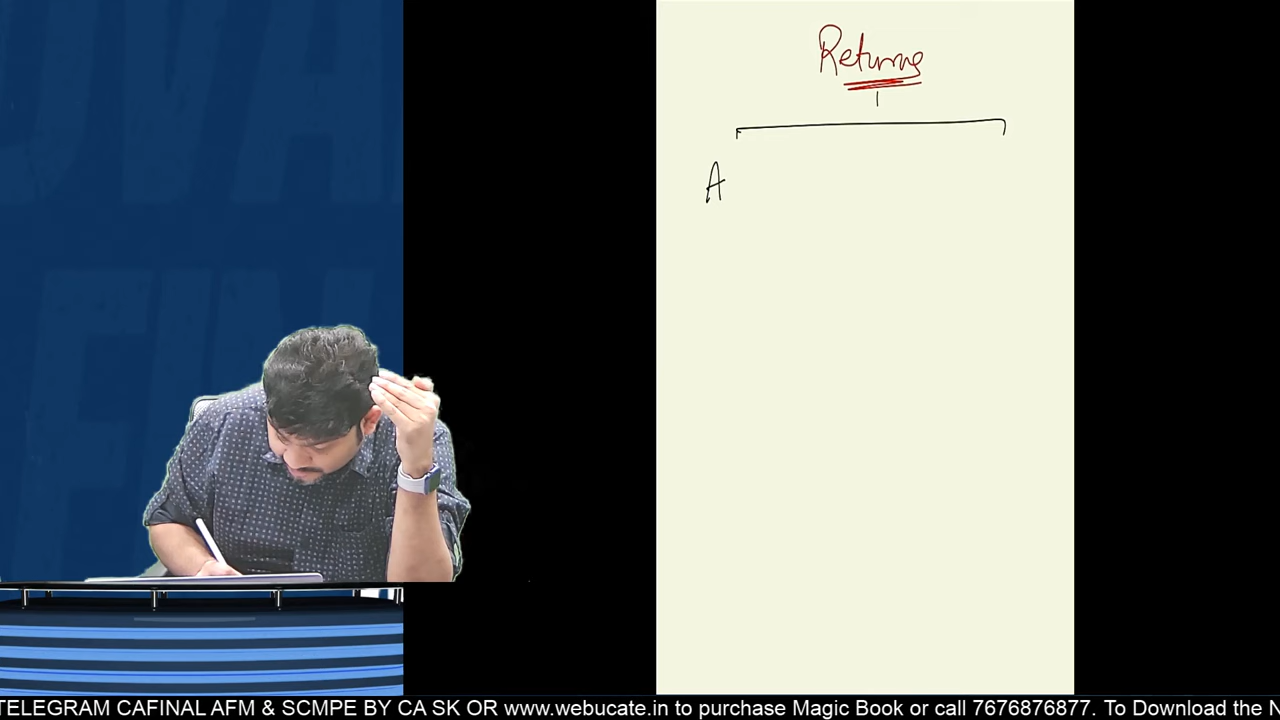 Returns
A
TELEGRAM CAFINAL AFM & SCMPE BY CA SK OR www.webucate.in to purchase Magic Book or call 7676876877. To Download the N